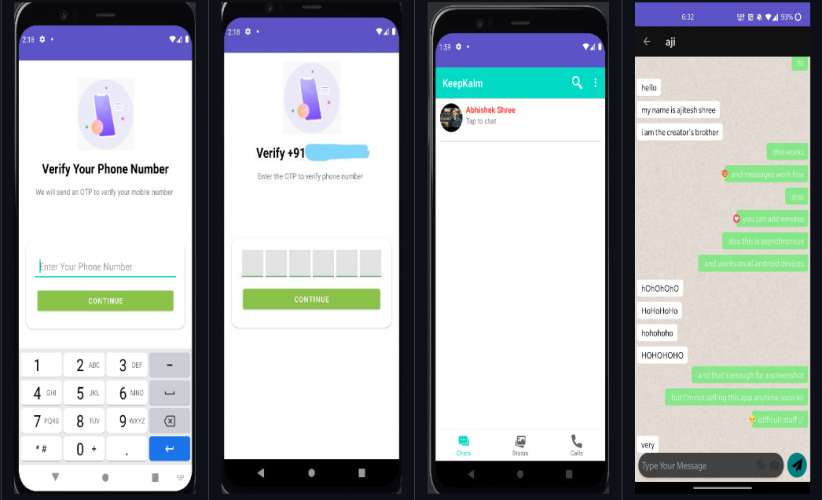 2:18
Verify Your Phone Number
We will send an OTP to verify your mobile number
Enter Your Phone Number
CONTINUE
1
2 ABC
3 DEF
-
4 GHI
5 JKL
6 MNO
7 PQRS
8 TUV
9 WXYZ
* #
0 +
.
2:18
Verify +91
Enter the OTP to verify phone number
CONTINUE
1:59
KeepKalm
Abhishek Shree
Tap to chat
Chats
Status
Calls
6:32
93%
aji
hello
my name is ajitesh shree
i am the creator's brother
this works
and messages work fine
also
you can add emotes
also this is asynchronous
and works on all android devices
hOhOhOhO
HoHoHoHo
hohohoho
HOHOHOHO
and that's enough for a screenshot
but i'm not selling this app anytime soon lol
difficult stuff :/
very
Type Your Message